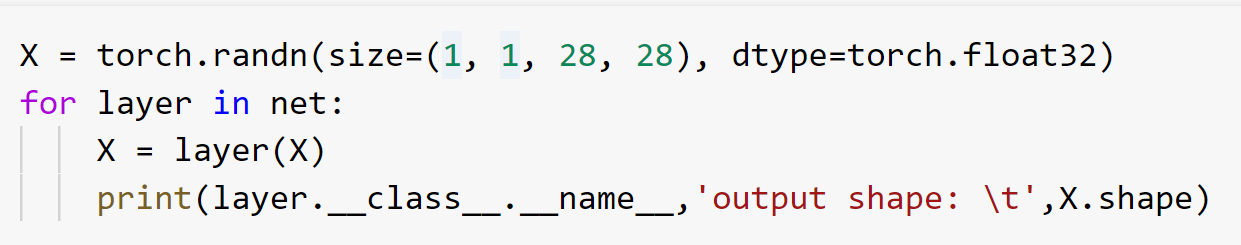 X = torch.randn(size=(1, 1, 28, 28), dtype=torch.float32)
for layer in net:
    X = layer(X)
    print(layer.__class__.__name__,'output shape: \t',X.shape)